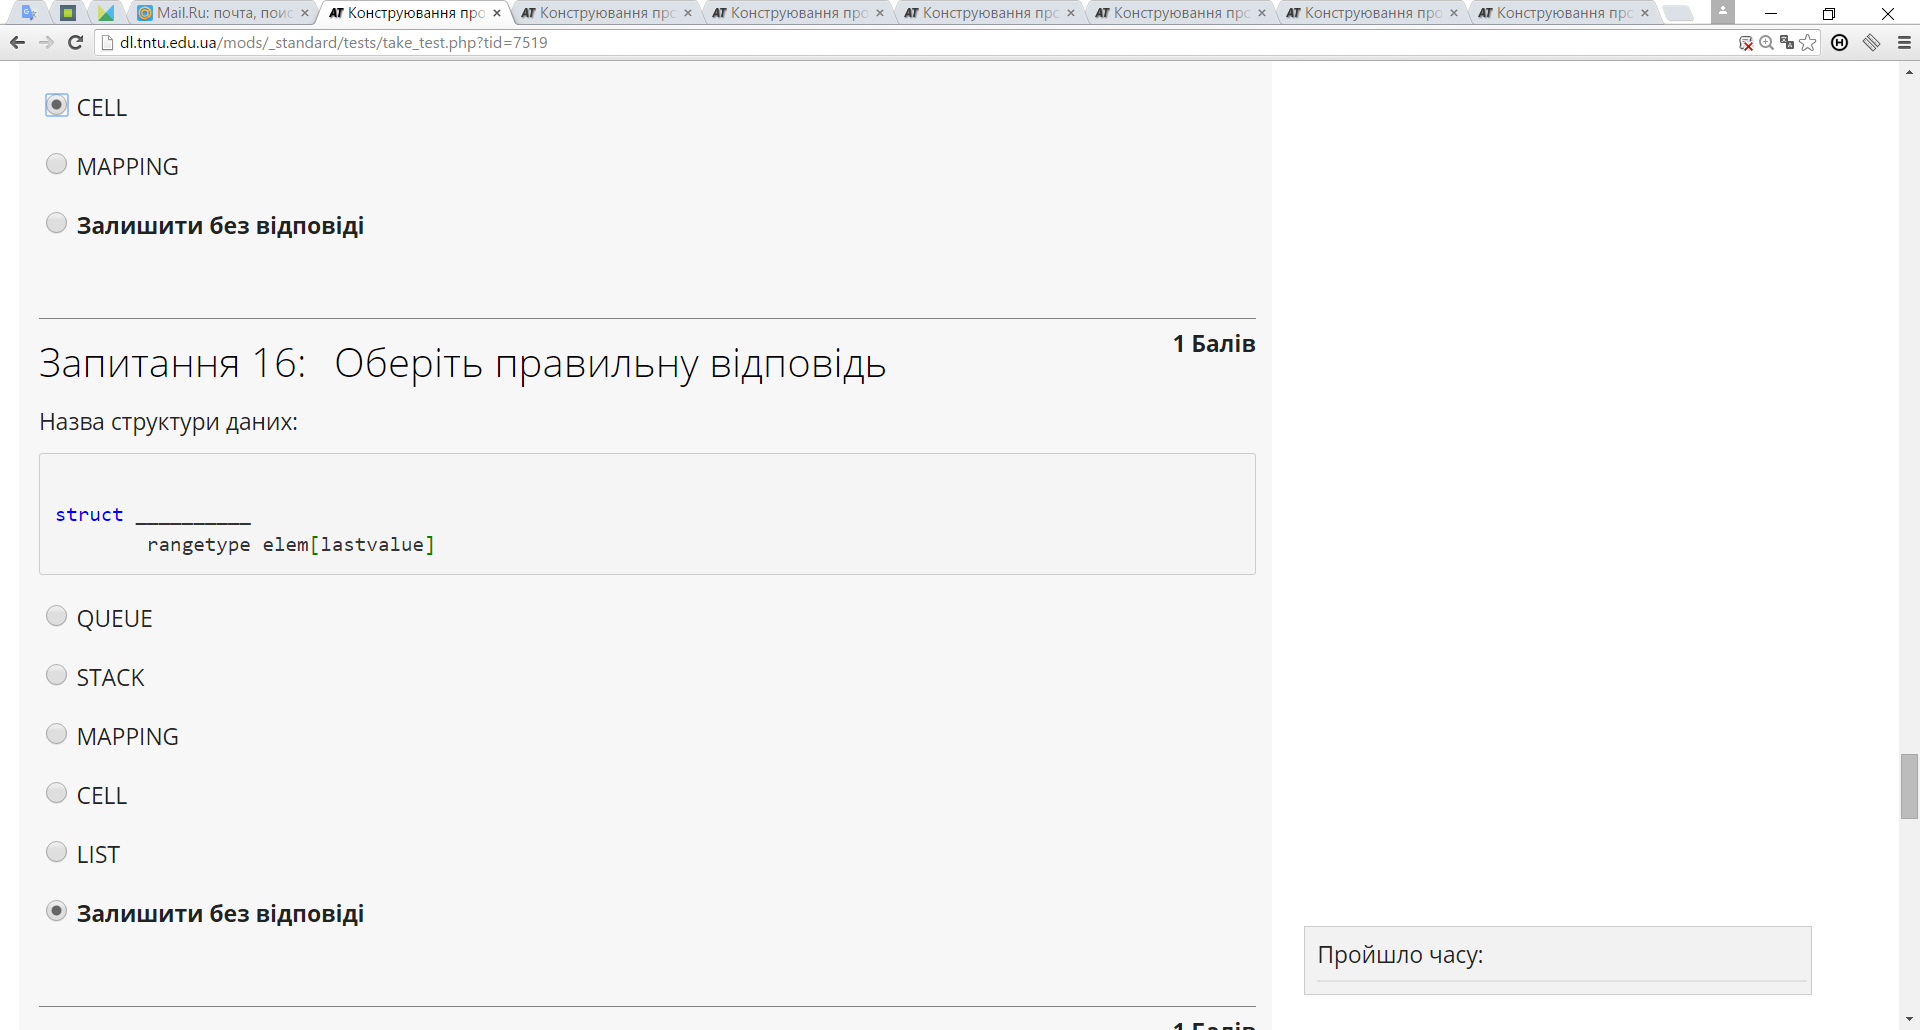 Mail.Ru: почта, поис
Конструювання про
Конструювання про
Конструювання про
Конструювання про
Конструювання про
Конструювання про
Конструювання про
dl.tntu.edu.ua/mods/_standard/tests/take_test.php?tid=7519
CELL
MAPPING
Залишити без відповіді
1 Балів
Запитання 16: Оберіть правильну відповідь
Назва структури даних:
struct __________
rangetype elem[lastvalue]
QUEUE
STACK
MAPPING
CELL
LIST
Залишити без відповіді
Пройшло часу:
1 Балів